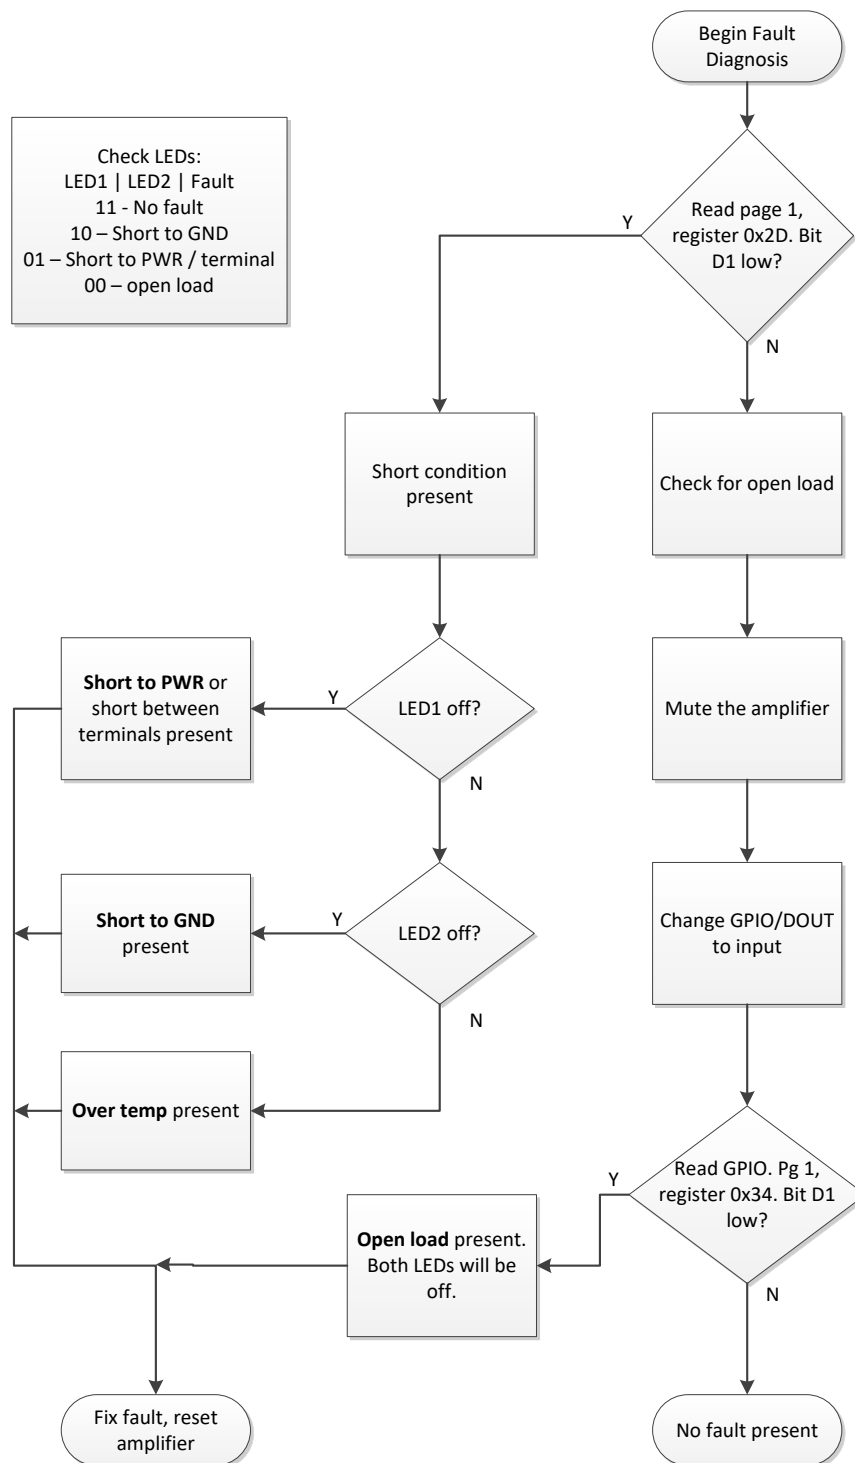 Begin Fault
Diagnosis
Check LEDs:
LED1 | LED2 | Fault
11 - No fault
10 – Short to GND
01 – Short to PWR / terminal
00 – open load
Read page 1,
register 0x2D. Bit
D1 low?
Y
N
Short condition
present
Check for open load
Short to PWR or
short between
terminals present
Y
LED1 off?
N
Mute the amplifier
Short to GND
present
Y
LED2 off?
N
Change GPIO/DOUT
to input
Over temp present
Read GPIO. Pg 1,
register 0x34. Bit D1
low?
Y
N
Open load present.
Both LEDs will be
off.
Fix fault, reset
amplifier
No fault present